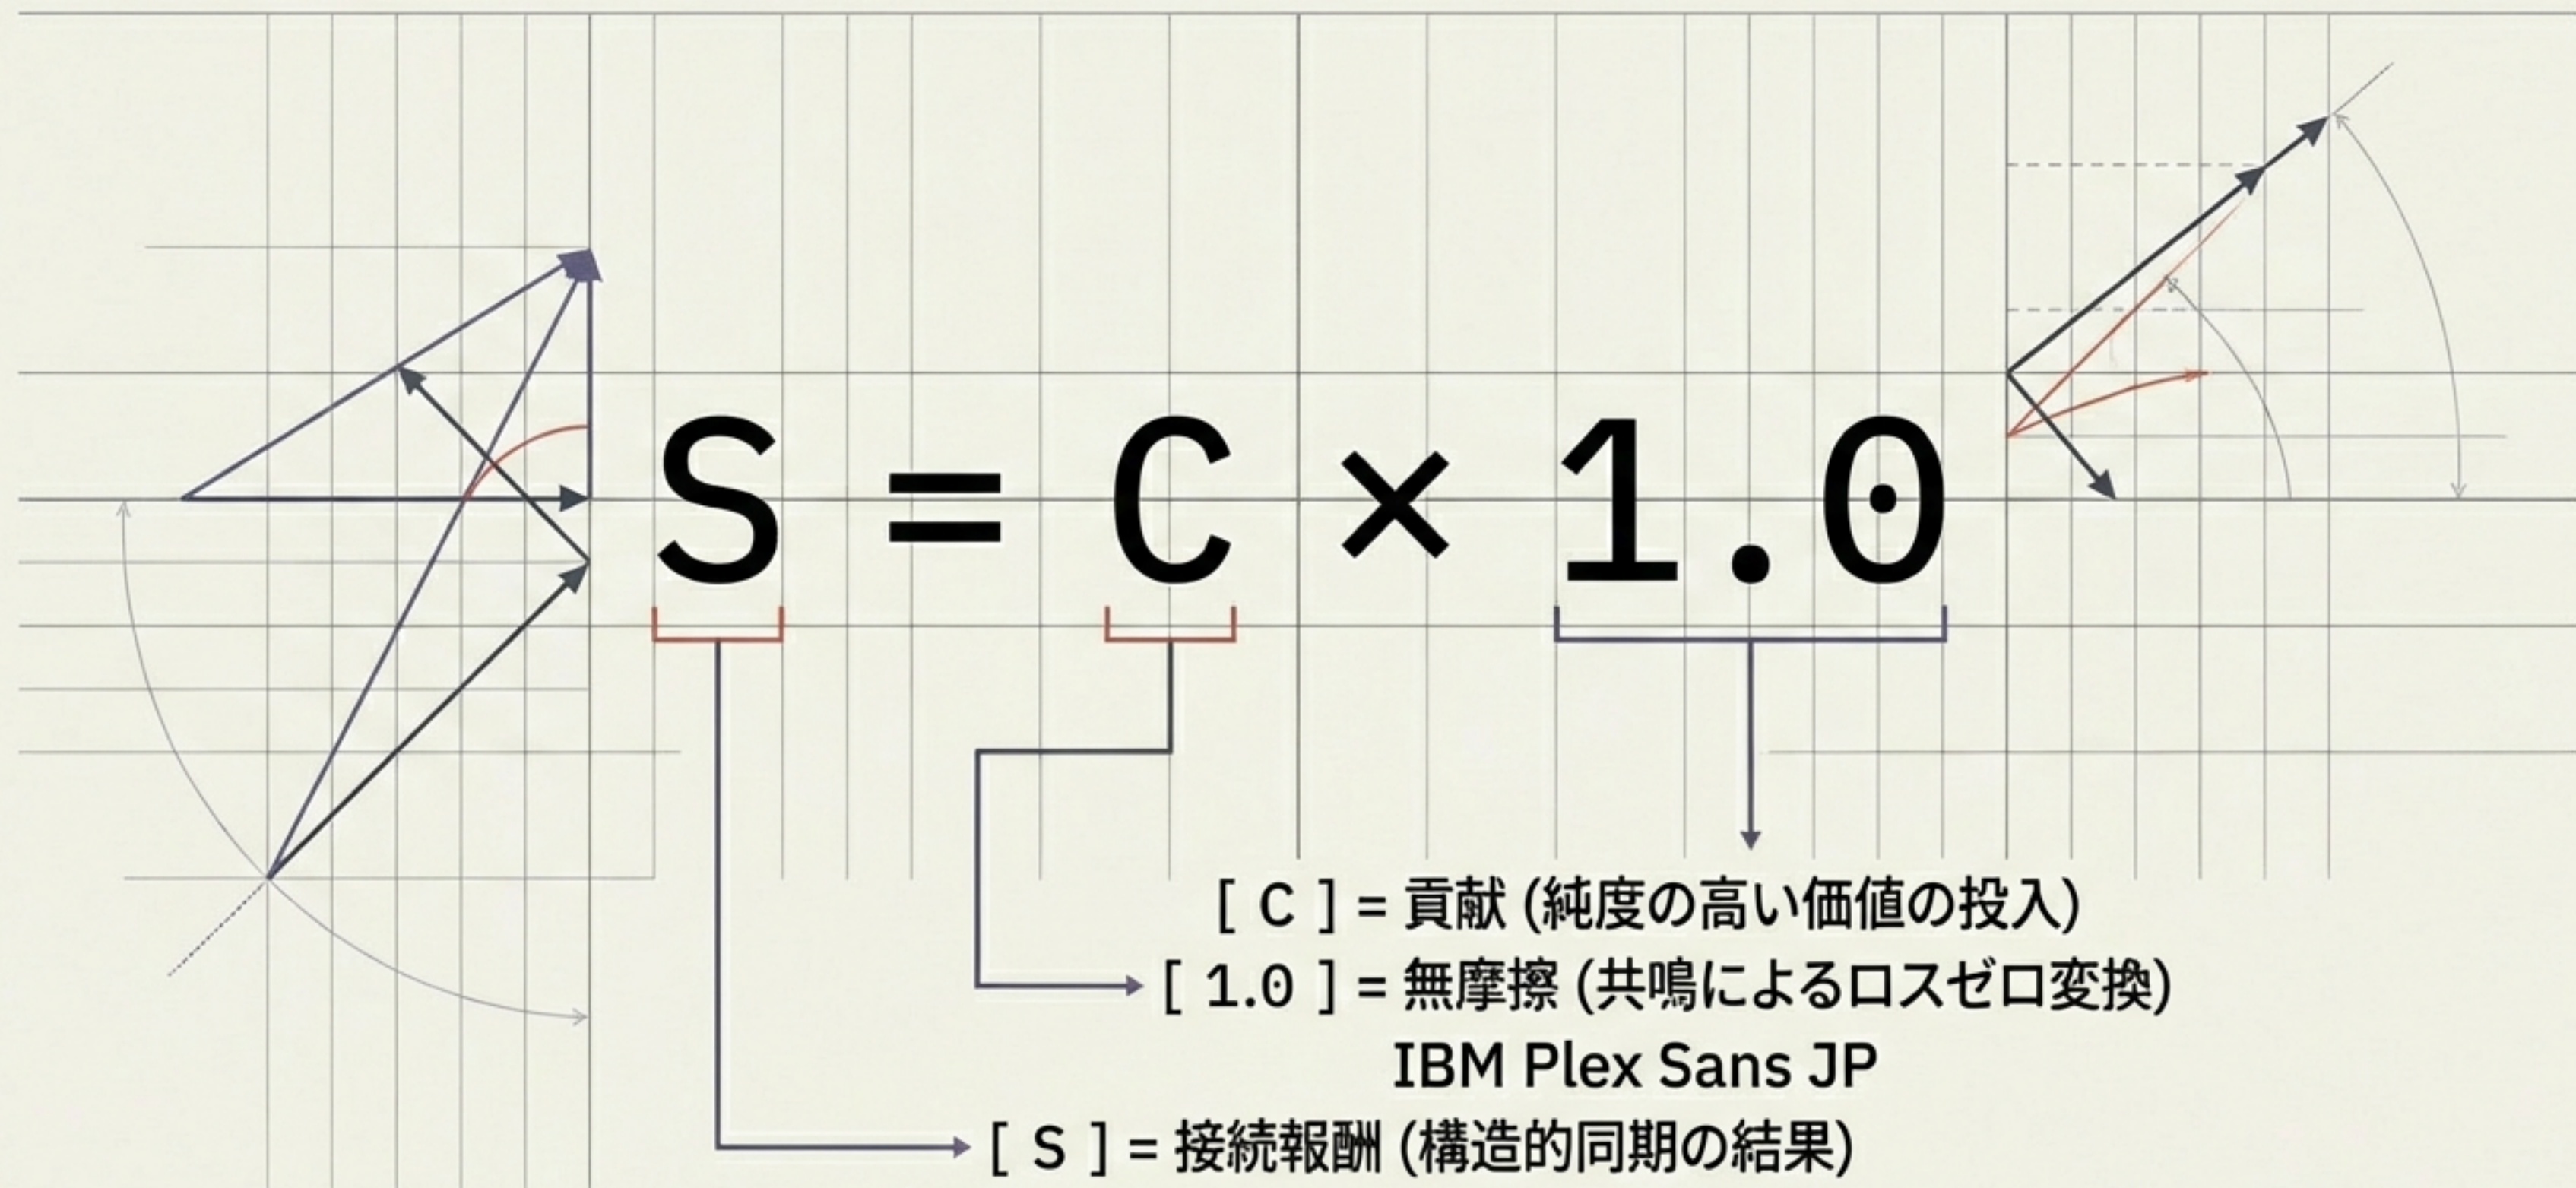 S = C × 1.0
[ C ] = 貢献 (純度の高い価値の投入)
[ 1.0 ] = 無摩擦 (共鳴によるロスゼロ変換)
IBM Plex Sans JP
[ S ] = 接続報酬 (構造的同期の結果)